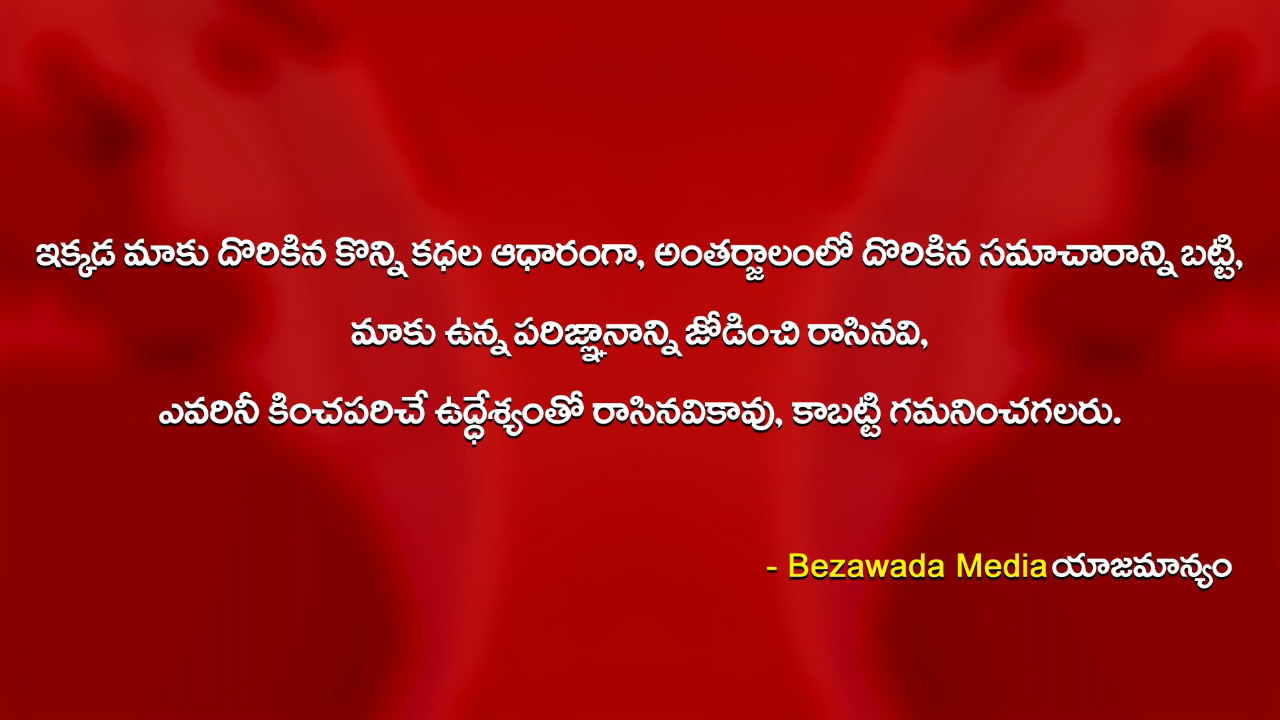 ఇక్కడ మాకు దొరికిన కొన్ని కధల ఆధారంగా, అంతర్జాలంలో దొరికిన సమాచారాన్ని బట్టి,
మాకు ఉన్న పరిజ్ఞానాన్ని జోడించి రాసినవి,
ఎవరినీ కించపరిచే ఉద్ధేశ్యంతో రాసినవికావు, కాబట్టి గమనించగలరు.
- Bezawada Media యాజమాన్యం